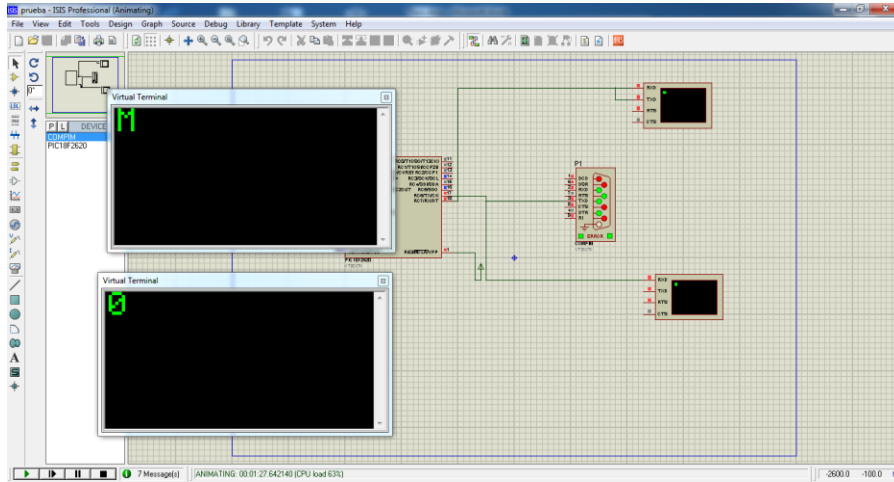 prueba - ISIS Professional (Animating)
File View Edit Tools Design Graph Source Debug Library Template System Help
0°
Virtual Terminal
M
P L DEVICE
COMPIM
PIC18F2620
RXD
TXD
RTS
CTS
P1
DCD
DSR
RXD
RTS
TXD
CTS
DTR
RI
ERROR
COMPIM
PIC18F2620
Virtual Terminal
0
RXD
TXD
RTS
CTS
7 Message(s) ANIMATING: 00:01:27.642140 (CPU load 63%) -2600.0 -100.0